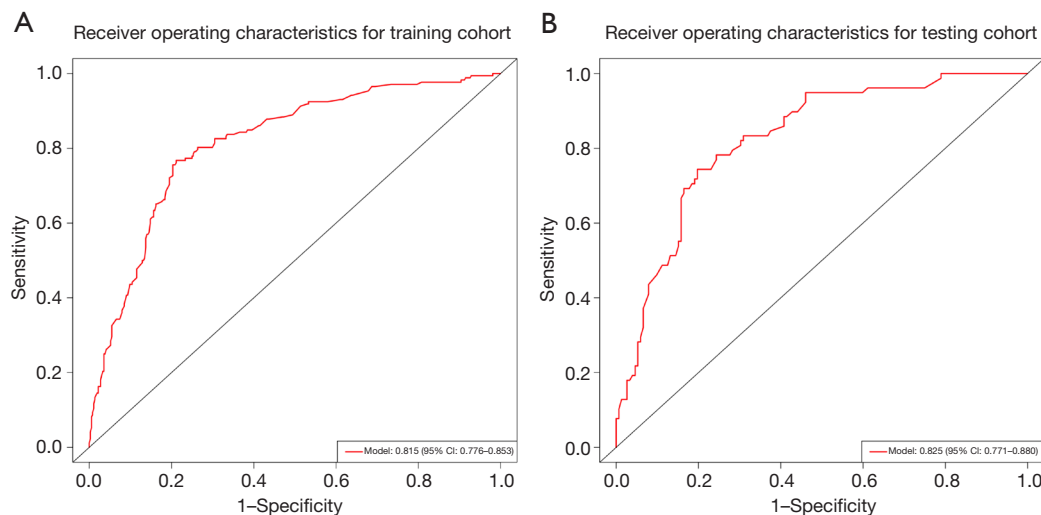 A
Receiver operating characteristics for training cohort
1.0
0.8
0.6
0.4
0.2
0.0
Sensitivity
Model: 0.815 (95% CI: 0.776–0.853)
0.0 0.2 0.4 0.6 0.8 1.0
1–Specificity
B
Receiver operating characteristics for testing cohort
1.0
0.8
0.6
0.4
0.2
0.0
Sensitivity
Model: 0.825 (95% CI: 0.771–0.880)
0.0 0.2 0.4 0.6 0.8 1.0
1–Specificity